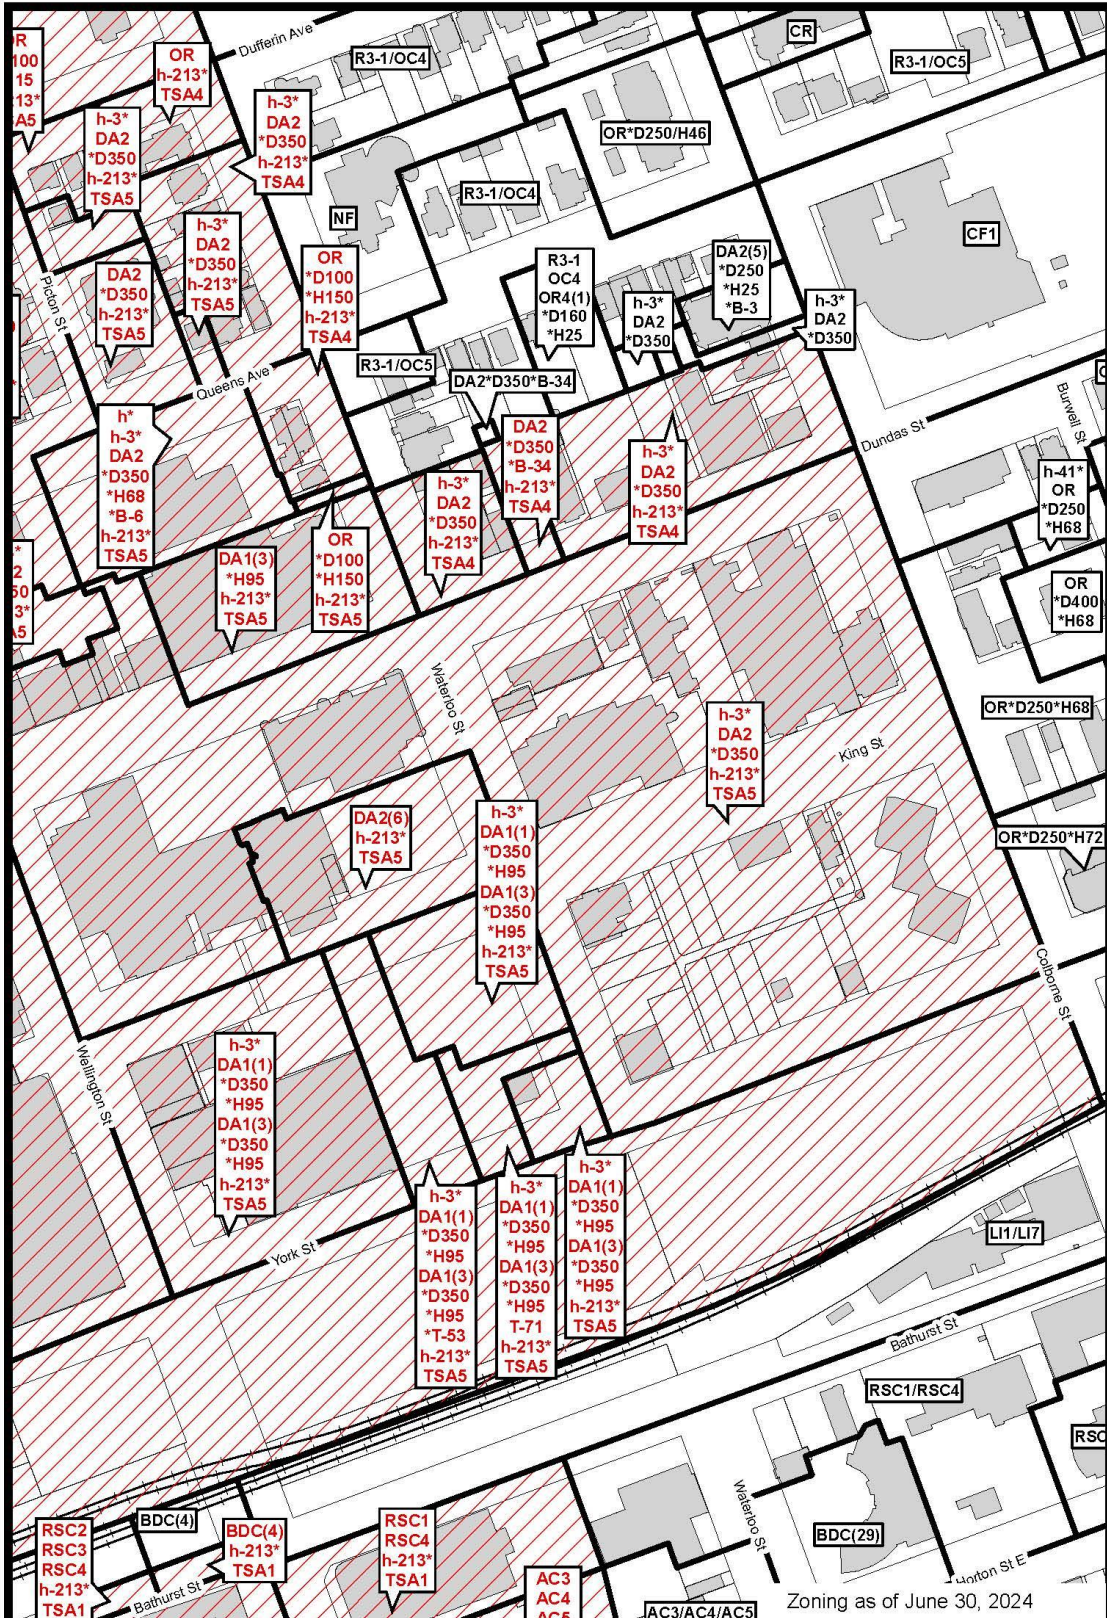 Dufferin Ave
CR
R3-1/OC4
R3-1/OC5
OR
h-213*
TSA4
h-3*
DA2
*D350
h-213*
TSA5
h-3*
DA2
*D350
h-213*
TSA4
OR*D250/H46
R3-1/OC4
NF
CF1
h-3*
DA2
*D350
h-213*
TSA5
DA2
*D350
h-213*
TSA5
Picton St
OR
*D100
*H150
h-213*
TSA4
R3-1
OC4
OR4(1)
*D160
*H25
DA2(5)
*D250
*H25
*B-3
h-3*
DA2
*D350
h-3*
DA2
*D350
R3-1/OC5
DA2*D350*B-34
Queens Ave
Burwell St
Dundas St
h*
h-3*
DA2
*D350
*H68
*B-6
h-213*
TSA5
DA2
*D350
*B-34
h-213*
TSA4
h-3*
DA2
*D350
h-213*
TSA4
h-3*
DA2
*D350
h-213*
TSA4
h-41*
OR
*D250
*H68
DA1(3)
*H95
h-213*
TSA5
OR
*D100
*H150
h-213*
TSA5
OR
*D400
*H68
Waterloo St
OR*D250*H68
h-3*
DA2
*D350
h-213*
TSA5
King St
DA2(6)
h-213*
TSA5
h-3*
DA1(1)
*D350
*H95
DA1(3)
*D350
*H95
h-213*
TSA5
OR*D250*H72
Colborne St
Wellington St
h-3*
DA1(1)
*D350
*H95
DA1(3)
*D350
*H95
h-213*
TSA5
h-3*
DA1(1)
*D350
*H95
DA1(3)
*D350
*H95
*T-53
h-213*
TSA5
h-3*
DA1(1)
*D350
*H95
DA1(3)
*D350
*H95
T-71
h-213*
TSA5
h-3*
DA1(1)
*D350
*H95
DA1(3)
*D350
*H95
h-213*
TSA5
York St
LI1/LI7
Bathurst St
RSC1/RSC4
RSC
Waterloo St
BDC(4)
BDC(29)
RSC2
RSC3
RSC4
h-213*
TSA1
BDC(4)
h-213*
TSA1
RSC1
RSC4
h-213*
TSA1
Bathurst St
Horton St E
AC3
AC4
AC5
AC3/AC4/AC5
Zoning as of June 30, 2024